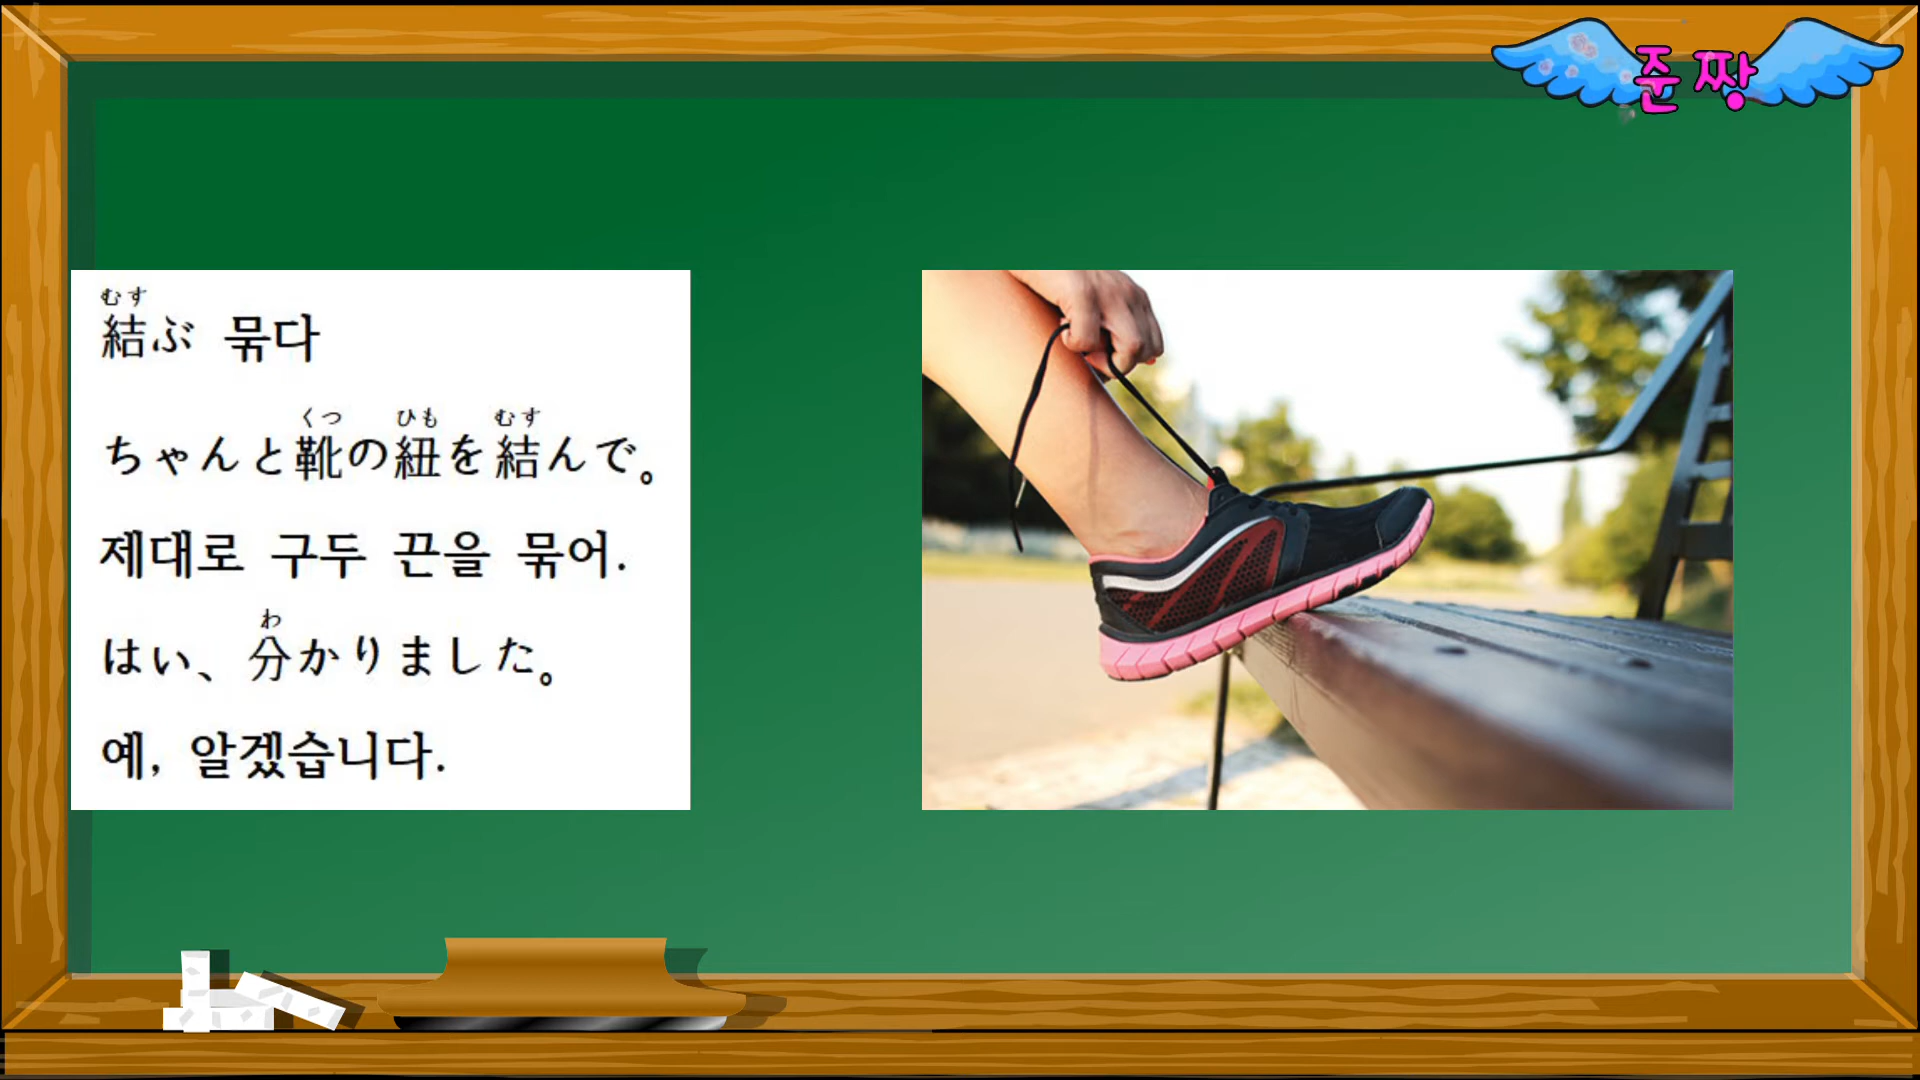 준짱
むす
結ぶ 묶다
くつ ひも むす
ちゃんと靴の紐を結んで。
제대로 구두 끈을 묶어.
わ
はい、分かりました。
예, 알겠습니다.